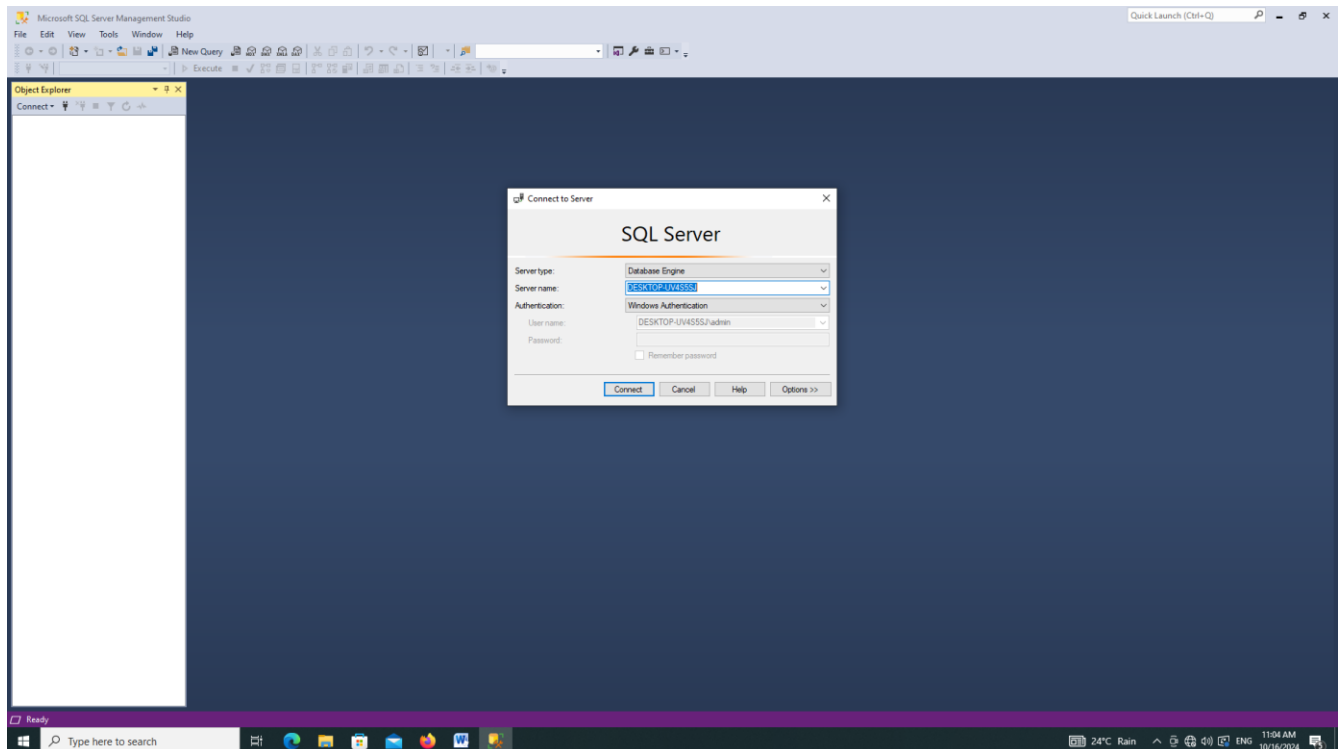 Microsoft SQL Server Management Studio
Quick Launch (Ctrl+Q)
File Edit View Tools Window Help
New Query
Execute
Object Explorer
Connect
Connect to Server
SQL Server
Server type: Database Engine
Server name: DESKTOP-UV4S5SJ
Authentication: Windows Authentication
User name: DESKTOP-UV4S5SJ\admin
Password:
Remember password
Connect Cancel Help Options >>
Ready
Type here to search
24°C Rain ENG 11:04 AM
10/16/2024